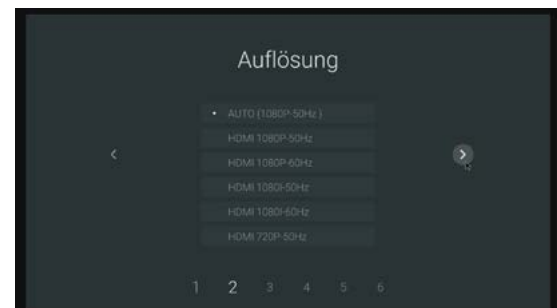 Auflösung
• AUTO (1080P-50Hz )
HDMI 1080P-50Hz
HDMI 1080P-60Hz
HDMI 1080I-50Hz
HDMI 1080I-60Hz
HDMI 720P-50Hz
1 2 3 4 5 6